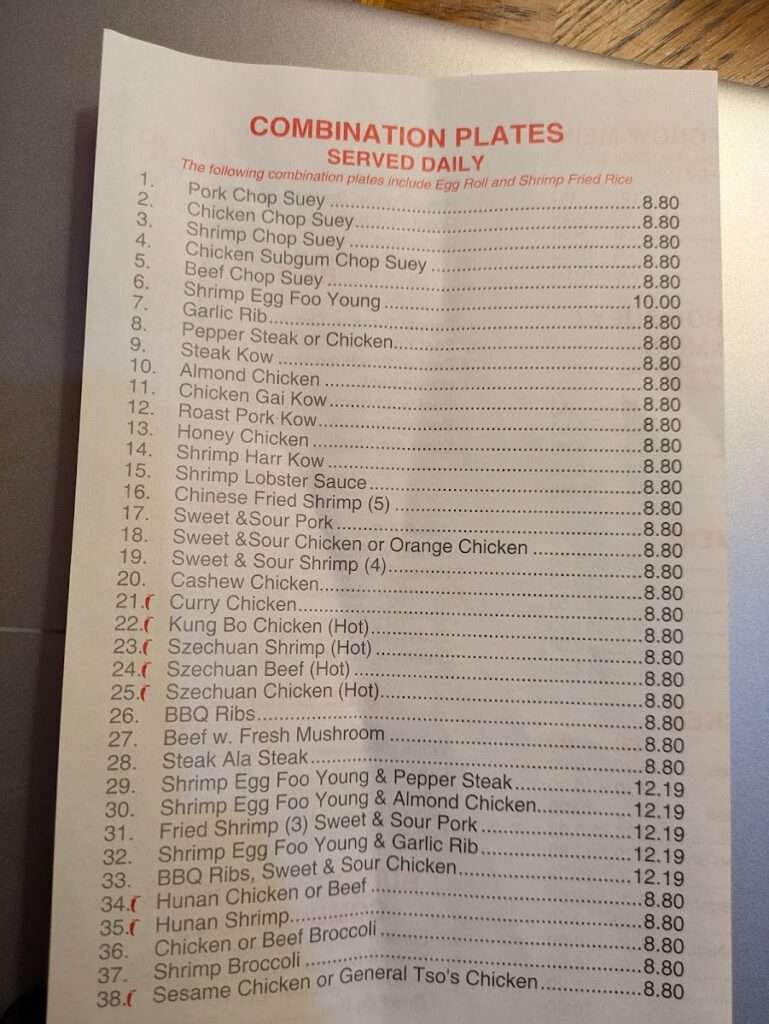 COMBINATION PLATES
SERVED DAILY
The following combination plates include Egg Roll and Shrimp Fried Rice
1. Pork Chop Suey 8.80
2. Chicken Chop Suey 8.80
3. Shrimp Chop Suey 8.80
4. Chicken Subgum Chop Suey 8.80
5. Beef Chop Suey 8.80
6. Shrimp Egg Foo Young 10.00
7. Garlic Rib 8.80
8. Pepper Steak or Chicken 8.80
9. Steak Kow 8.80
10. Almond Chicken 8.80
11. Chicken Gai Kow 8.80
12. Roast Pork Kow 8.80
13. Honey Chicken 8.80
14. Shrimp Harr Kow 8.80
15. Shrimp Lobster Sauce 8.80
16. Chinese Fried Shrimp (5) 8.80
17. Sweet &Sour Pork 8.80
18. Sweet &Sour Chicken or Orange Chicken 8.80
19. Sweet & Sour Shrimp (4) 8.80
20. Cashew Chicken 8.80
21. Curry Chicken 8.80
22. Kung Bo Chicken (Hot) 8.80
23. Szechuan Shrimp (Hot) 8.80
24. Szechuan Beef (Hot) 8.80
25. Szechuan Chicken (Hot) 8.80
26. BBQ Ribs 8.80
27. Beef w. Fresh Mushroom 8.80
28. Steak Ala Steak 8.80
29. Shrimp Egg Foo Young & Pepper Steak 12.19
30. Shrimp Egg Foo Young & Almond Chicken 12.19
31. Fried Shrimp (3) Sweet & Sour Pork 12.19
32. Shrimp Egg Foo Young & Garlic Rib 12.19
33. BBQ Ribs, Sweet & Sour Chicken 12.19
34. Hunan Chicken or Beef 8.80
35. Hunan Shrimp 8.80
36. Chicken or Beef Broccoli 8.80
37. Shrimp Broccoli 8.80
38. Sesame Chicken or General Tso's Chicken 8.80